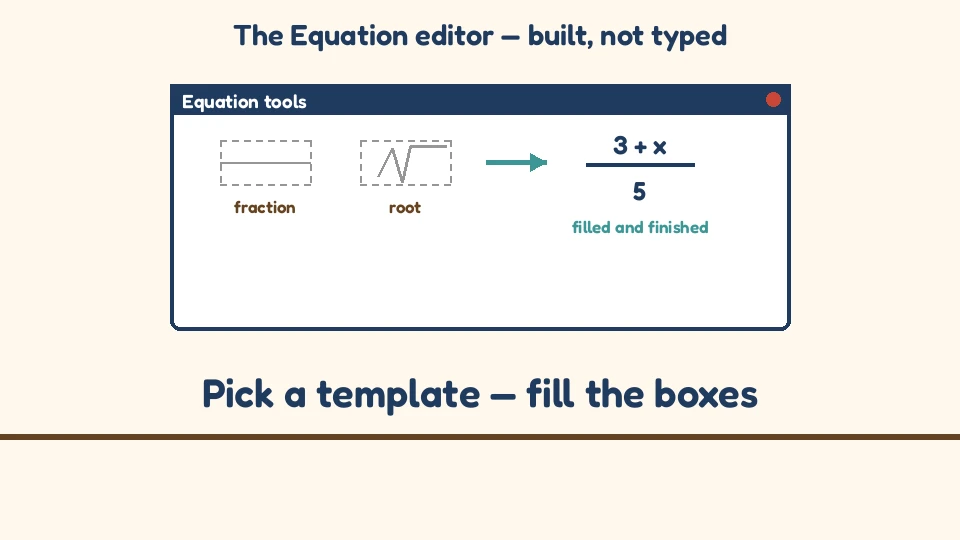 The Equation editor — built, not typed
Equation tools
fraction
root
3 + x
5
filled and finished
Pick a template — fill the boxes